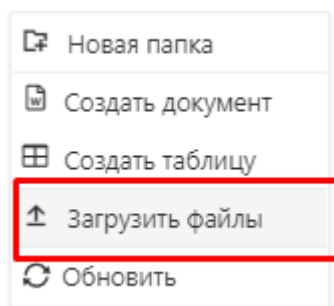 Новая папка
Создать документ
Создать таблицу
Загрузить файлы
Обновить